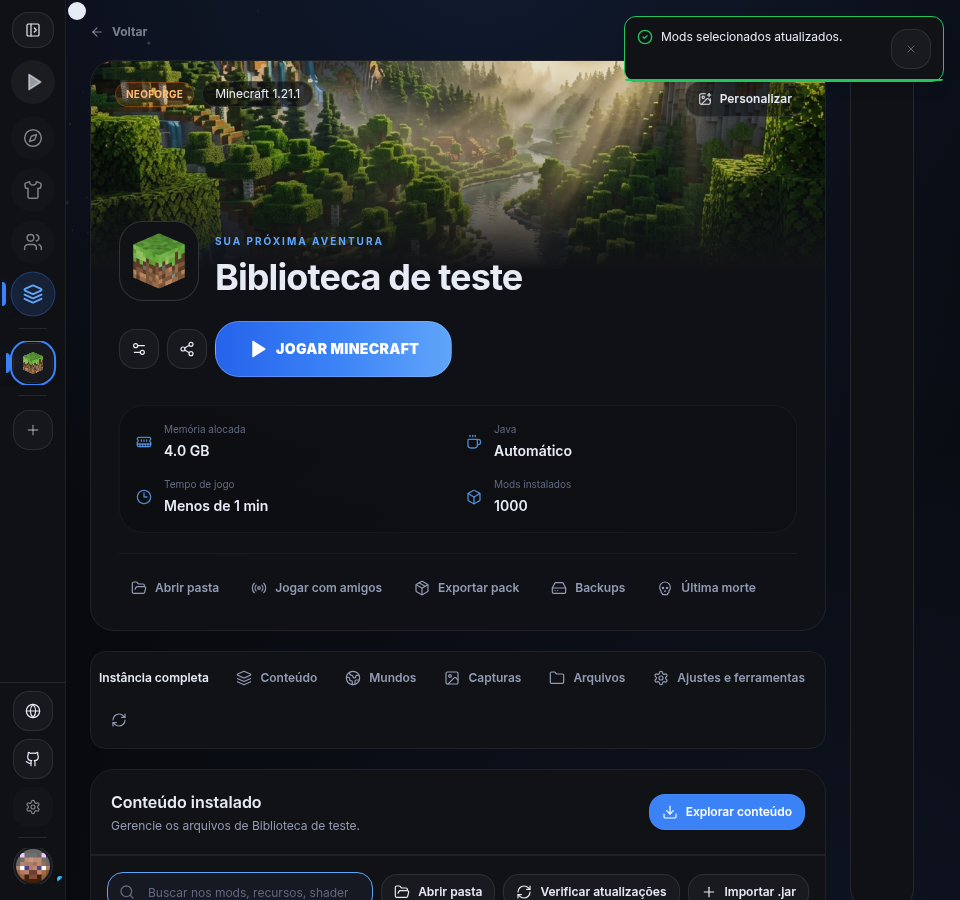 Voltar
Mods selecionados atualizados.
NEOFORGE
Minecraft 1.21.1
Personalizar
SUA PRÓXIMA AVENTURA
Biblioteca de teste
JOGAR MINECRAFT
Memória alocada
4.0 GB
Java
Automático
Tempo de jogo
Menos de 1 min
Mods instalados
1000
Abrir pasta
Jogar com amigos
Exportar pack
Backups
Última morte
Instância completa
Conteúdo
Mundos
Capturas
Arquivos
Ajustes e ferramentas
Conteúdo instalado
Gerencie os arquivos de Biblioteca de teste.
Explorar conteúdo
Buscar nos mods, recursos, shader
Abrir pasta
Verificar atualizações
Importar .jar